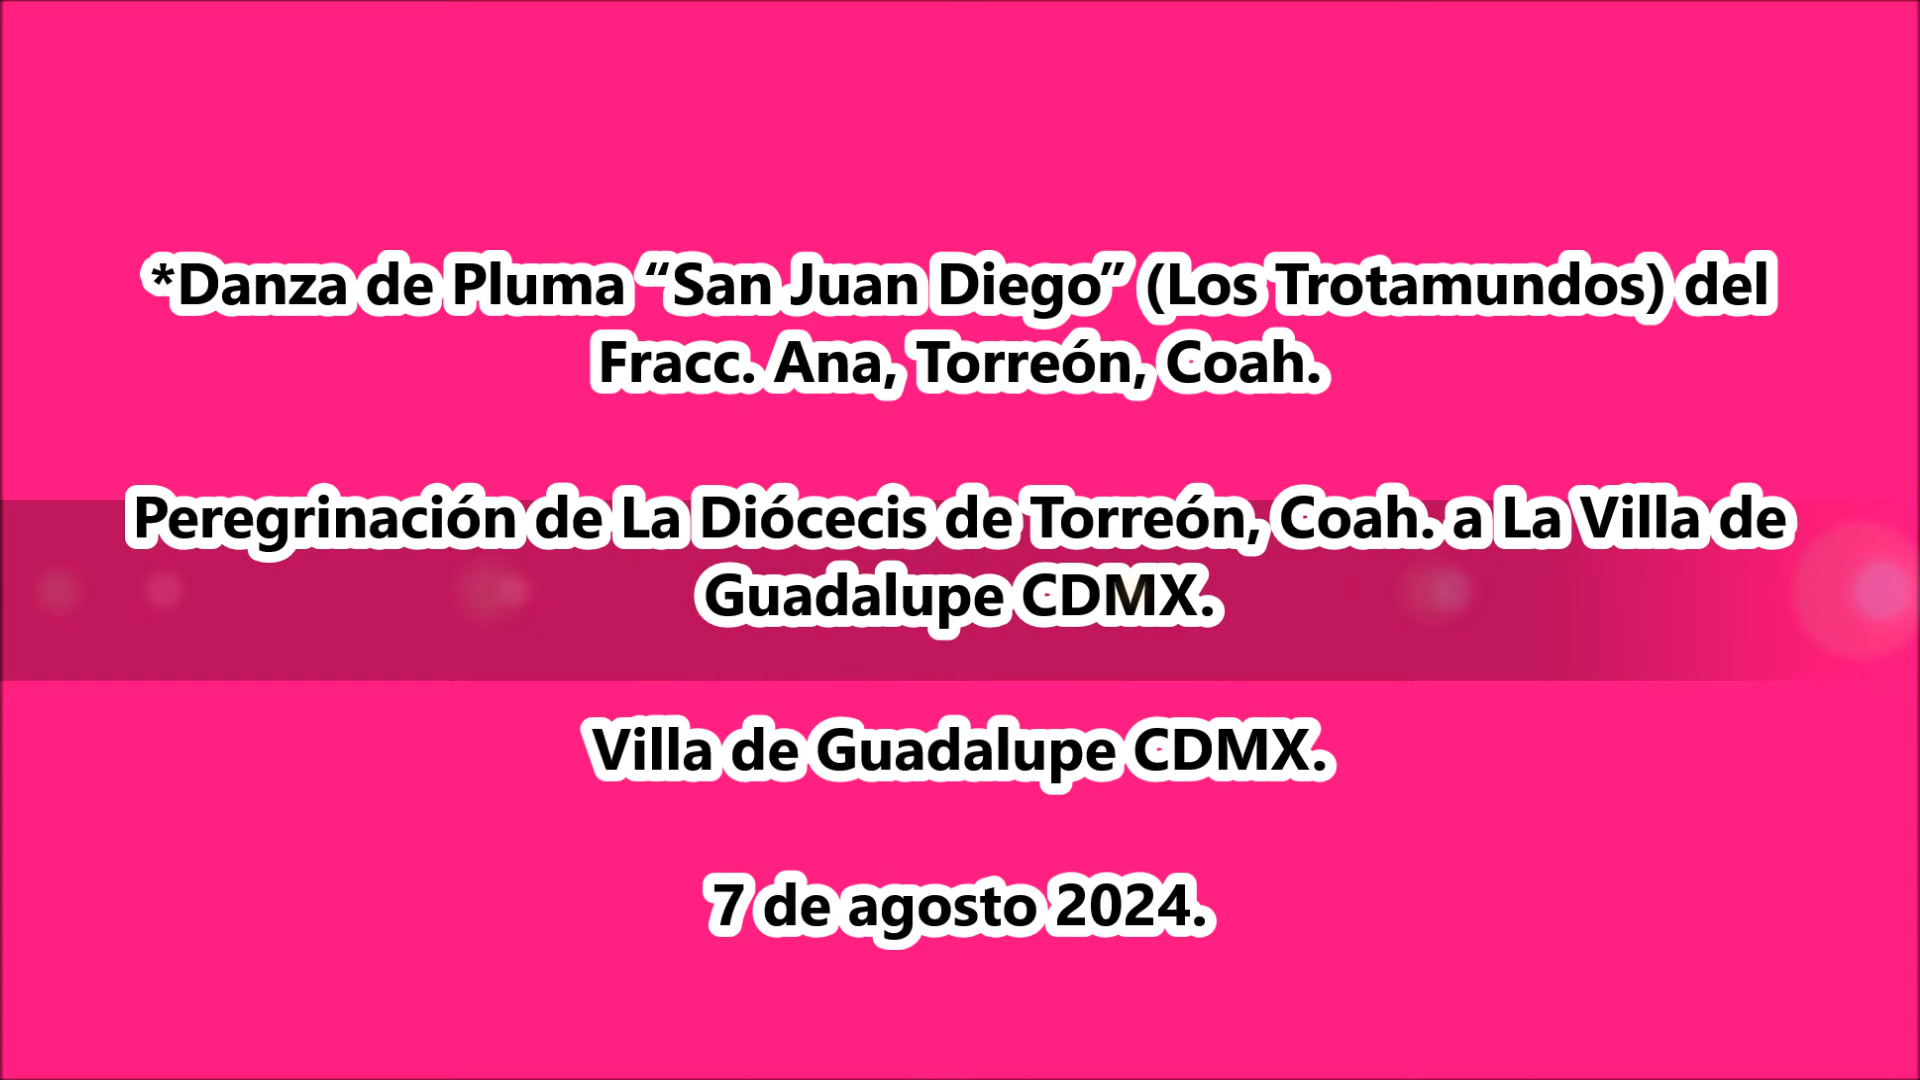 *Danza de Pluma “San Juan Diego” (Los Trotamundos) del
Fracc. Ana, Torreón, Coah.
Peregrinación de La Diócecis de Torreón, Coah. a La Villa de
Guadalupe CDMX.
Villa de Guadalupe CDMX.
7 de agosto 2024.